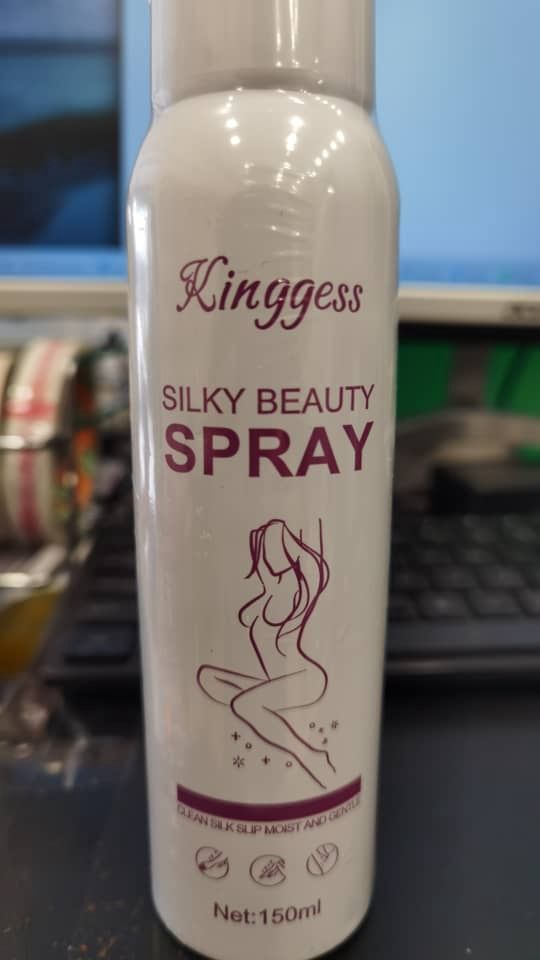 Kinggess
SILKY BEAUTY
SPRAY
CLEAN SILK SLIP MOIST AND GENTLE
Net:150ml